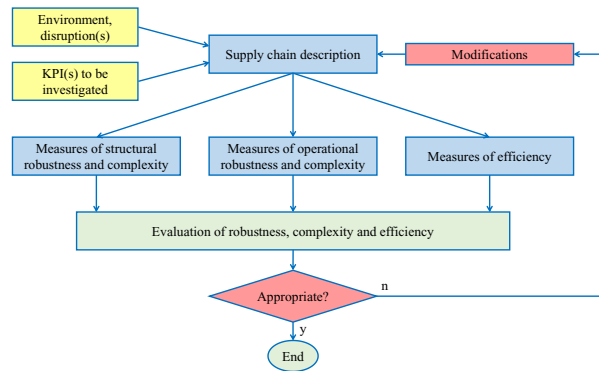 Environment,
disruption(s)
Supply chain description
Modifications
KPI(s) to be
investigated
Measures of structural
robustness and complexity
Measures of operational
robustness and complexity
Measures of efficiency
Evaluation of robustness, complexity and efficiency
Appropriate?
n
y
End